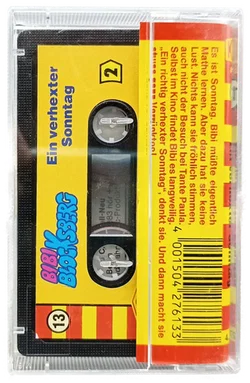 Es ist Sonntag. Bibi müßte eigentlich
Mathe lernen. Aber dazu hat sie keine
Lust. Nichts kann sie fröhlich stimmen,
auch nicht der Besuch bei Tante Paula.
Selbst im Kino findet Bibi es langweilig.
„Ein richtig verhexter Sonntag", denkt sie. Und dann macht sie
4 001504 276133
2
Ein verhexter
Sonntag
BIBI
BLOCKSBERG
13